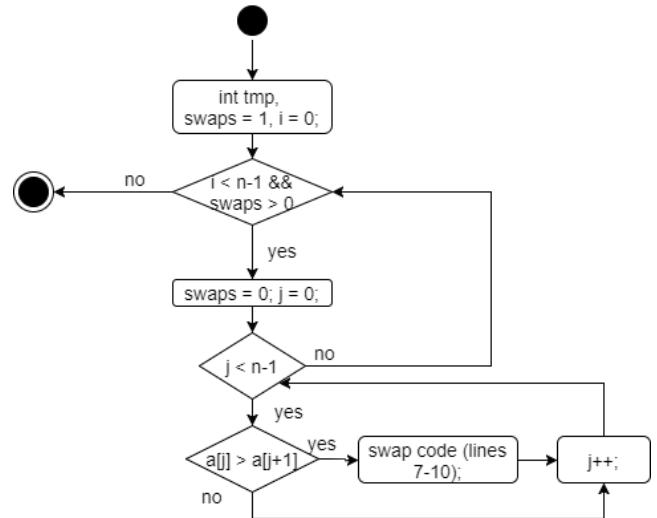 int tmp,
swaps = 1, i = 0;
no
i < n-1 &&
swaps > 0
yes
swaps = 0; j = 0;
j < n-1
no
yes
a[j] > a[j+1]
yes
swap code (lines
7-10);
j++;
no